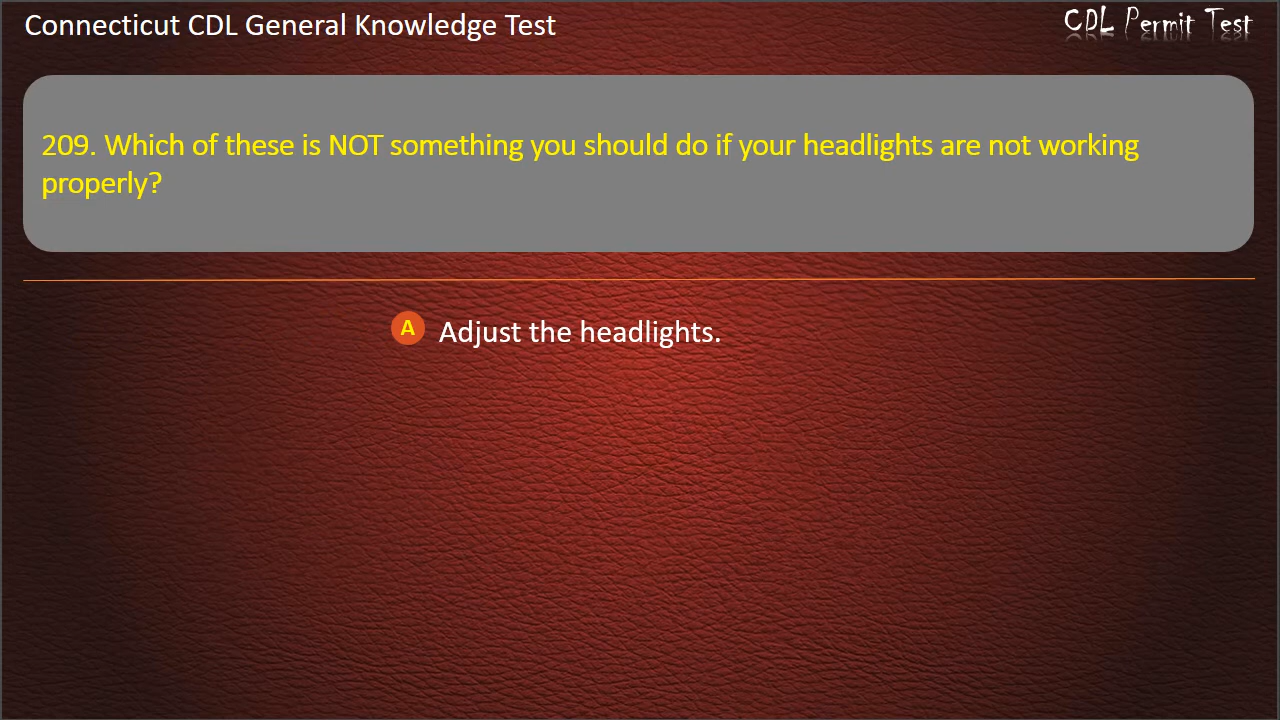 Connecticut CDL General Knowledge Test
CDL Permit Test
209. Which of these is NOT something you should do if your headlights are not working
properly?
A Adjust the headlights.